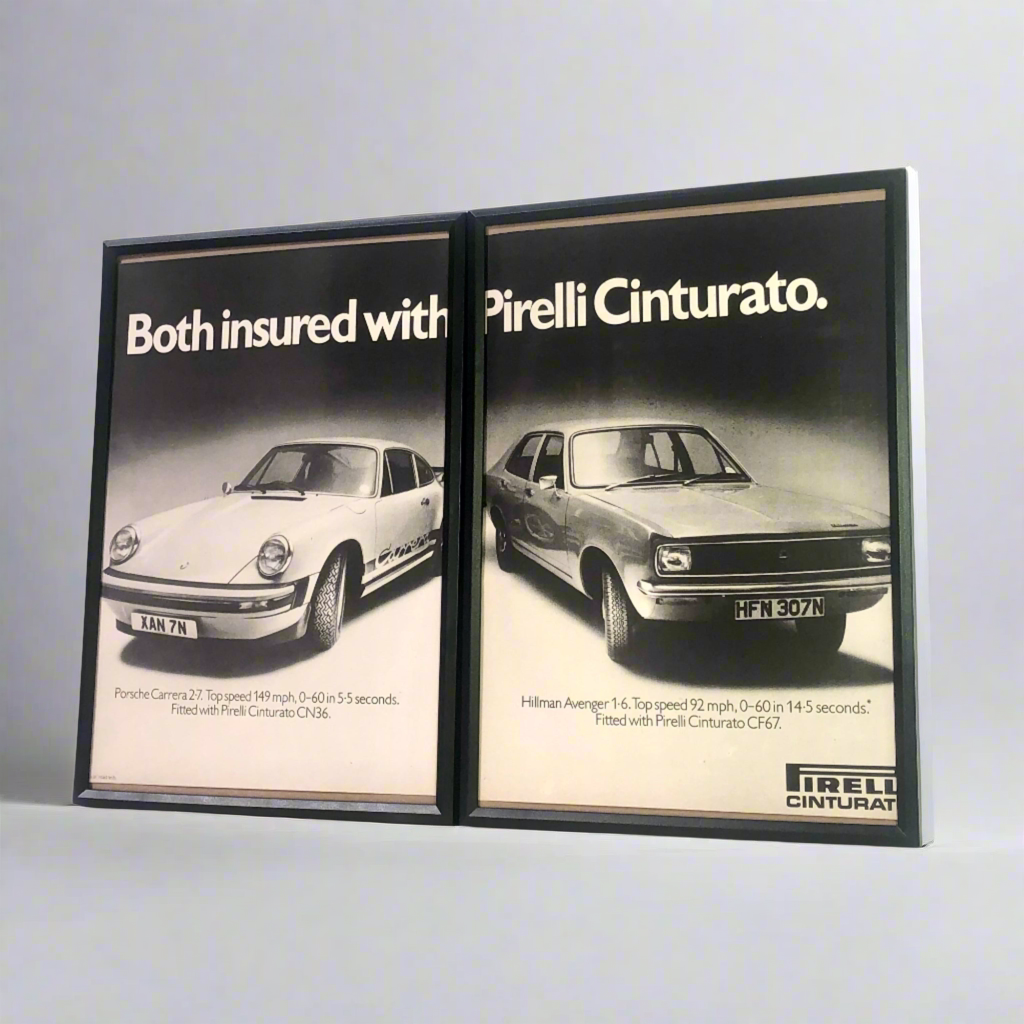 Both insured with Pirelli Cinturato.
Carrera
XAN 7N
HFN 307N
Porsche Carrera 2·7. Top speed 149 mph, 0–60 in 5·5 seconds.*
Fitted with Pirelli Cinturato CN36.
Hillman Avenger 1·6. Top speed 92 mph, 0–60 in 14·5 seconds.*
Fitted with Pirelli Cinturato CF67.
PIRELL
CINTURAT